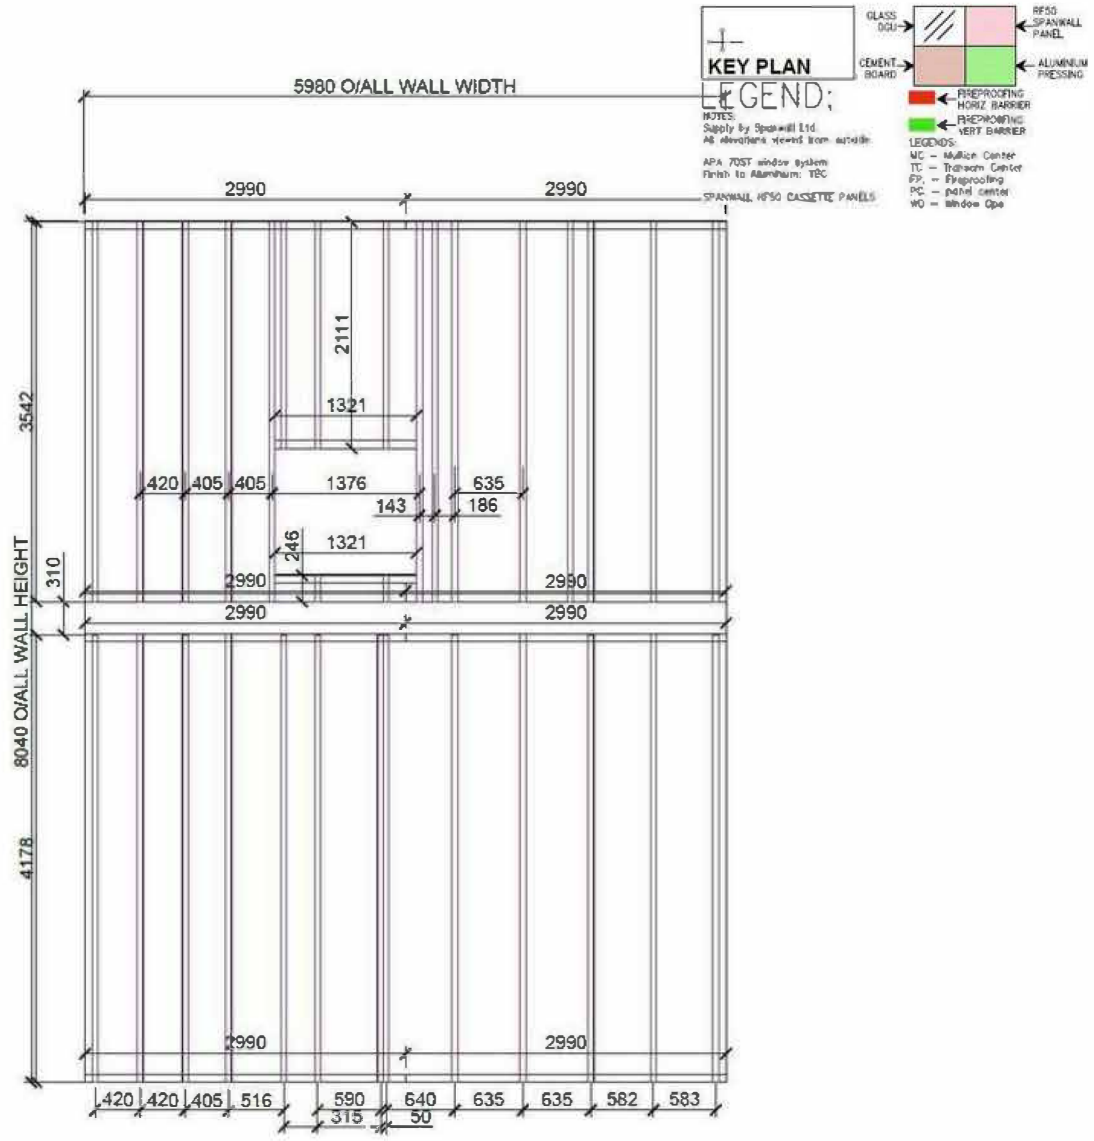 GLASS
DGU
RF50
SPANWALL
PANEL
CEMENT
BOARD
ALUMINIUM
PRESSING
KEY PLAN
LEGEND;
FIREPROOFING
HORIZ BARRIER
FIREPROOFING
VERT BARRIER
NOTES:
Supply by Spanwall Ltd.
All elevations viewed from outside
APA 70ST window system
Finish to Aluminium: TBC
SPANWALL RF50 CASSETTE PANELS
LEGENDS:
MC - Mullion Center
TC - Transom Center
FP. - Fireproofing
PC - panel center
WO - Window Ope
5980 O/ALL WALL WIDTH
2990 2990
2111
3542
1321
420 405 405 1376 635
143 186
1321
246
310
2990 2990
2990 2990
8040 O/ALL WALL HEIGHT
4178
2990 2990
420 420 405 516 590 640 635 635 582 583
315 50